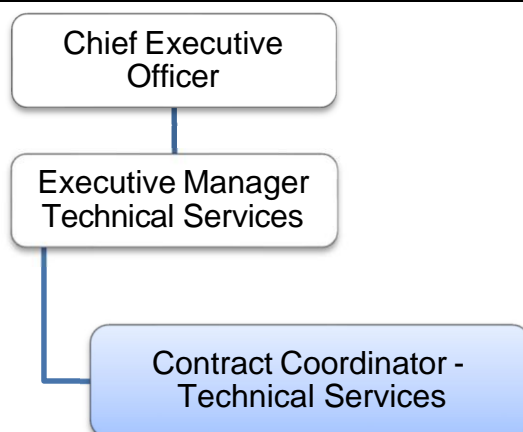 Chief Executive
Officer
Executive Manager
Technical Services
Contract Coordinator -
Technical Services